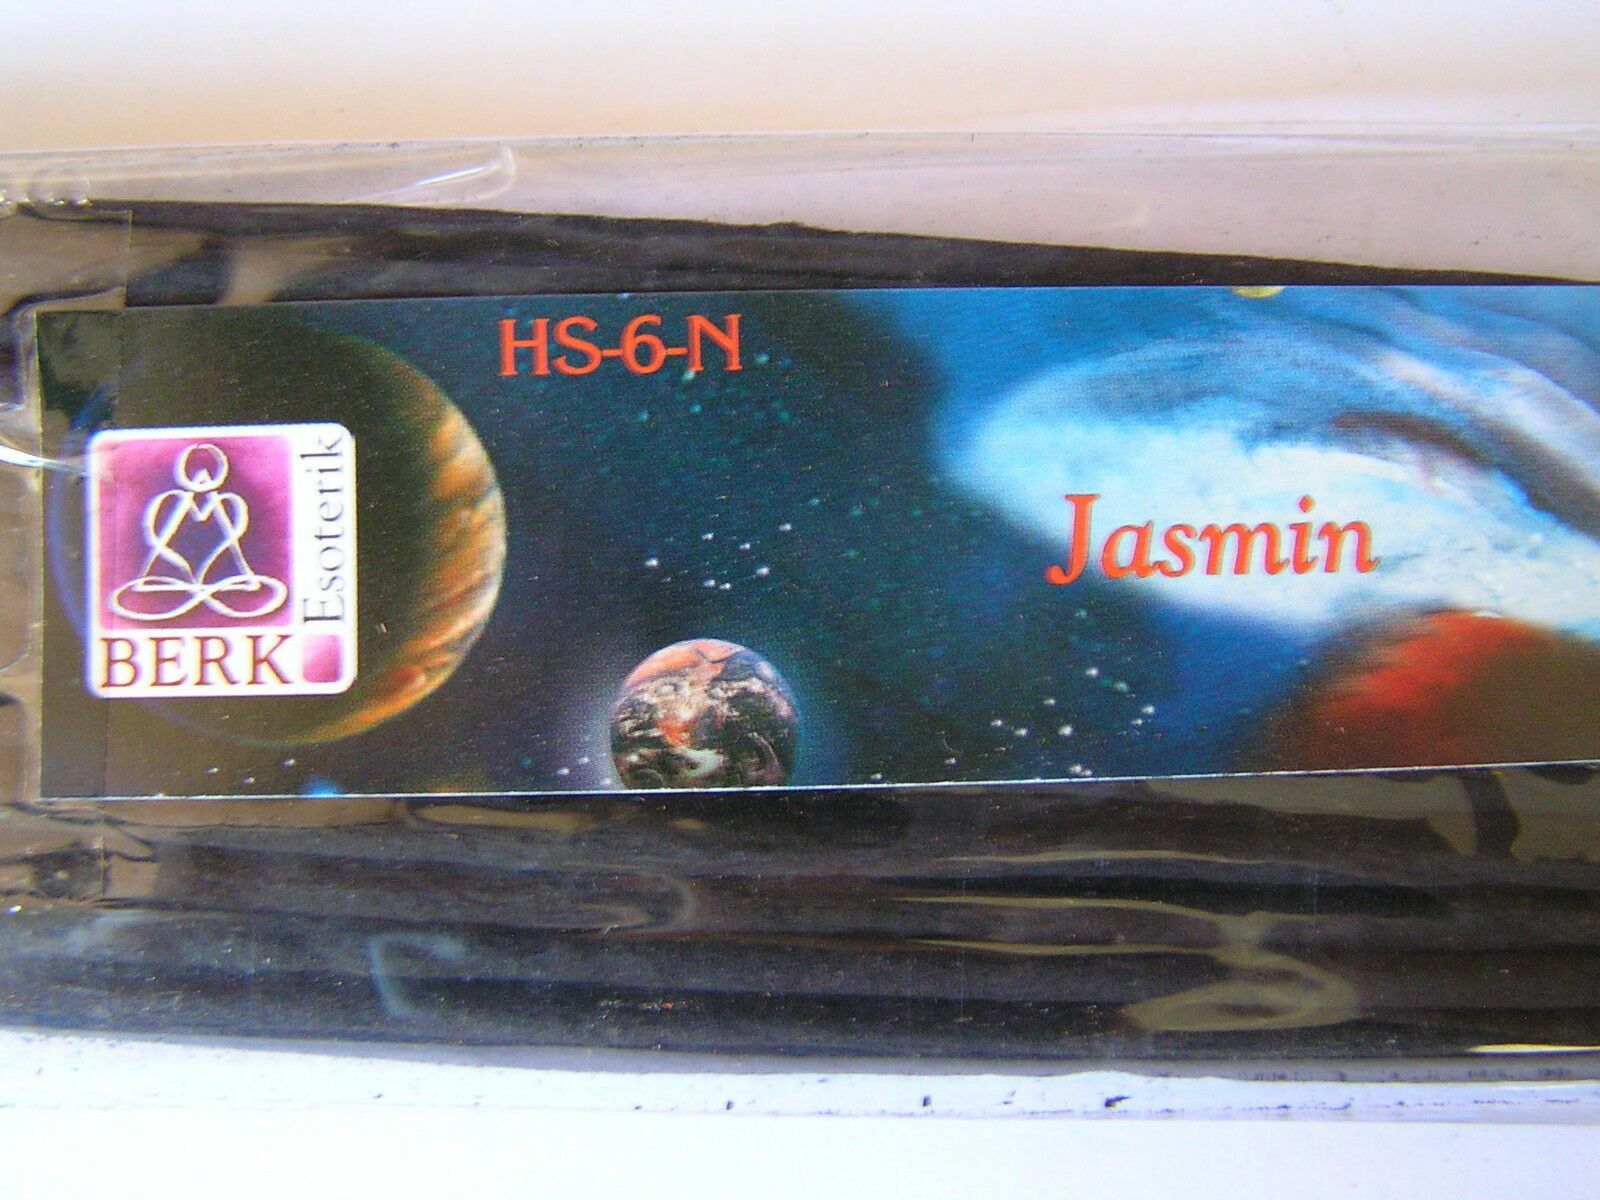 HS-6-N
Esoterik
BERK
Jasmin